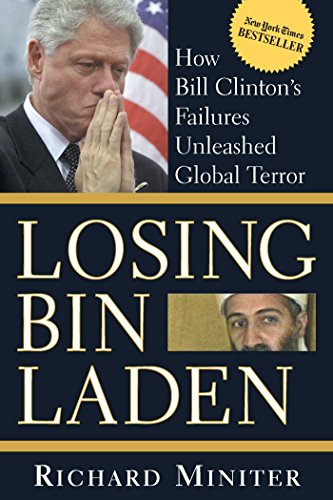 New York Times
BESTSELLER
How
Bill Clinton's
Failures
Unleashed
Global Terror
LOSING
BIN
LADEN
RICHARD MINITER